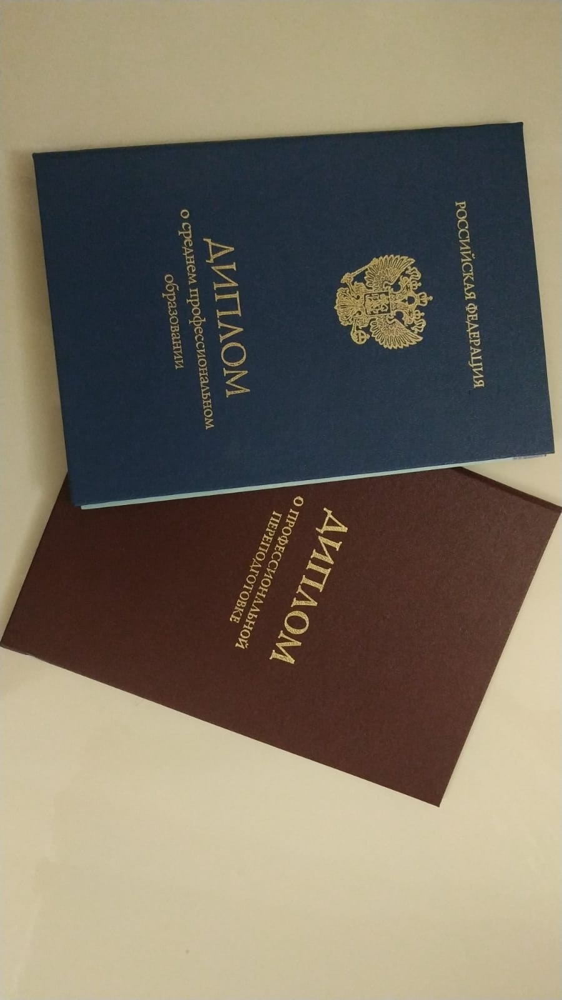 РОССИЙСКАЯ ФЕДЕРАЦИЯ
ДИПЛОМ
о среднем профессиональном
образовании
ДИПЛОМ
О ПРОФЕССИОНАЛЬНОЙ
ПЕРЕПОДГОТОВКЕ